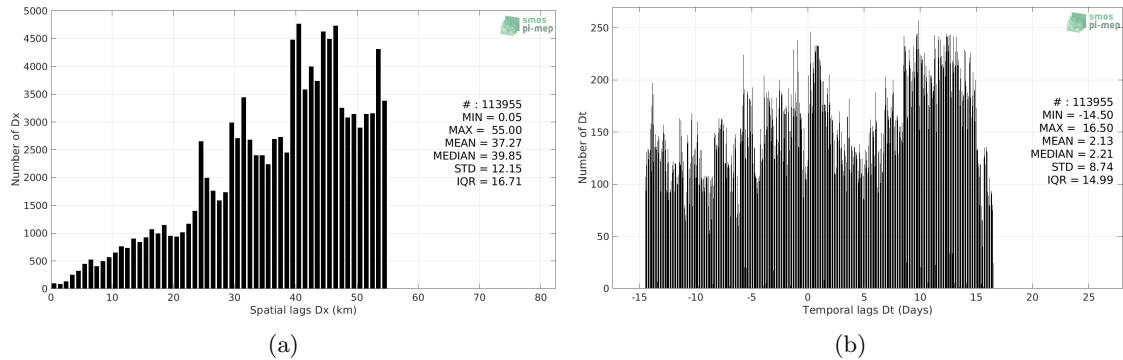 5000
4500
4000
3500
3000
2500
2000
1500
1000
500
0
Number of Dx
0 10 20 30 40 50 60 70 80
Spatial lags Dx (km)
smos
pi-mep
# : 113955
MIN = 0.05
MAX = 55.00
MEAN = 37.27
MEDIAN = 39.85
STD = 12.15
IQR = 16.71
(a)
250
200
150
100
50
0
Number of Dt
-15 -10 -5 0 5 10 15 20 25
Temporal lags Dt (Days)
smos
pi-mep
# : 113955
MIN = -14.50
MAX = 16.50
MEAN = 2.13
MEDIAN = 2.21
STD = 8.74
IQR = 14.99
(b)